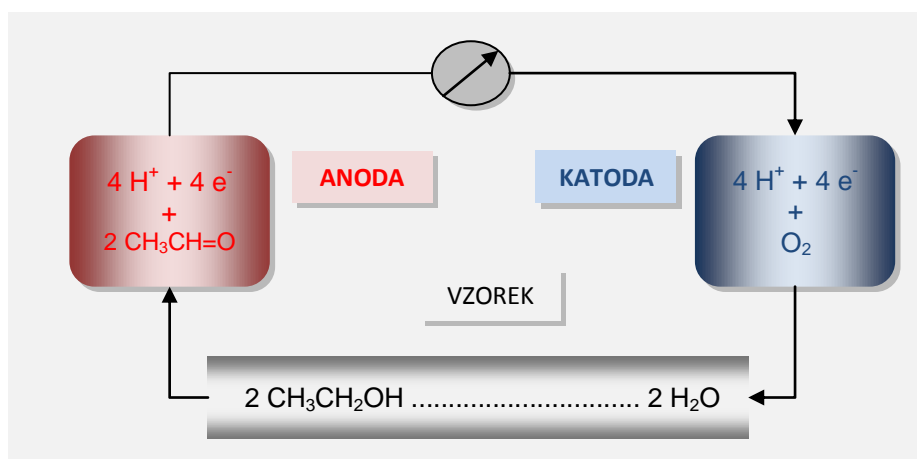 4 H⁺ + 4 e⁻
+
2 CH₃CH=O
ANODA
KATODA
4 H⁺ + 4 e⁻
+
O₂
VZOREK
2 CH₃CH₂OH ............................... 2 H₂O